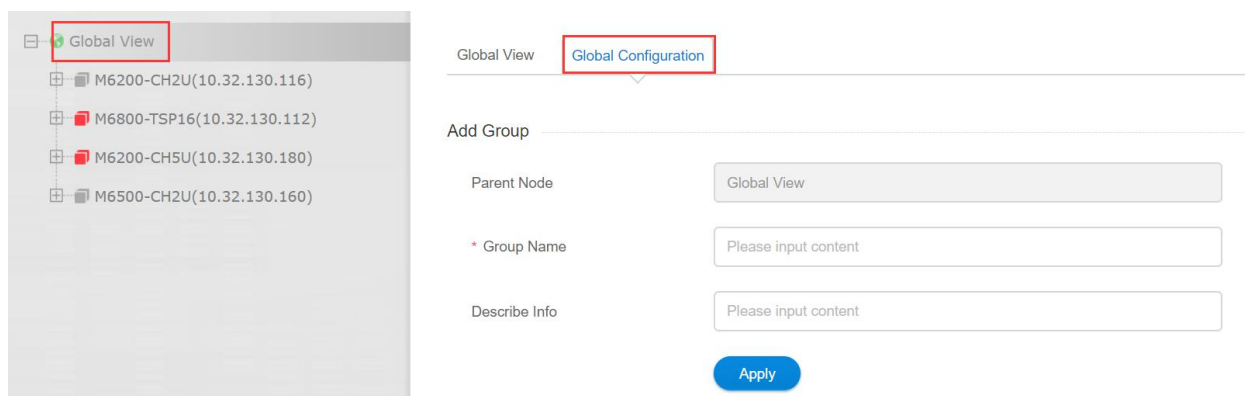 Global View
M6200-CH2U(10.32.130.116)
M6800-TSP16(10.32.130.112)
M6200-CH5U(10.32.130.180)
M6500-CH2U(10.32.130.160)
Global View Global Configuration
Add Group
Parent Node Global View
* Group Name Please input content
Describe Info Please input content
Apply